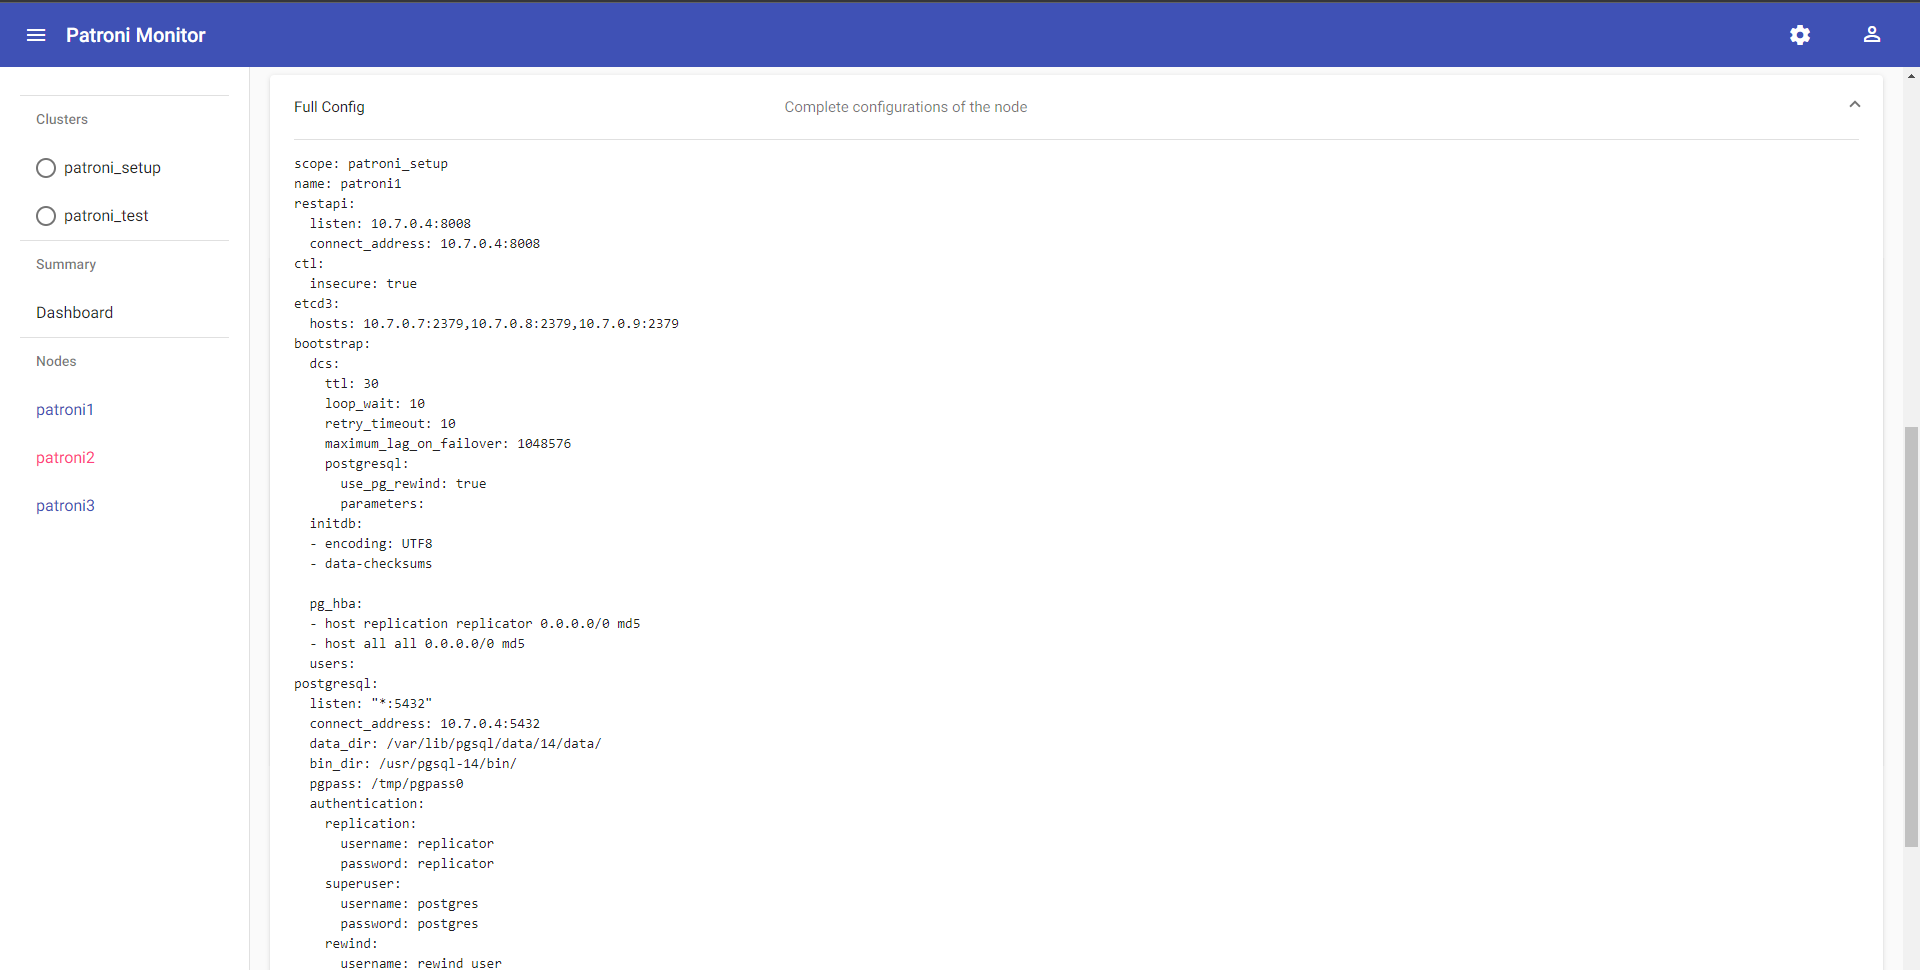 Patroni Monitor
Clusters
patroni_setup
patroni_test
Summary
Dashboard
Nodes
patroni1
patroni2
patroni3
Full Config
Complete configurations of the node
scope: patroni_setup
name: patroni1
restapi:
  listen: 10.7.0.4:8008
  connect_address: 10.7.0.4:8008
ctl:
  insecure: true
etcd3:
  hosts: 10.7.0.7:2379,10.7.0.8:2379,10.7.0.9:2379
bootstrap:
  dcs:
    ttl: 30
    loop_wait: 10
    retry_timeout: 10
    maximum_lag_on_failover: 1048576
    postgresql:
      use_pg_rewind: true
      parameters:
  initdb:
  - encoding: UTF8
  - data-checksums
  pg_hba:
  - host replication replicator 0.0.0.0/0 md5
  - host all all 0.0.0.0/0 md5
  users:
postgresql:
  listen: "*:5432"
  connect_address: 10.7.0.4:5432
  data_dir: /var/lib/pgsql/data/14/data/
  bin_dir: /usr/pgsql-14/bin/
  pgpass: /tmp/pgpass0
  authentication:
    replication:
      username: replicator
      password: replicator
    superuser:
      username: postgres
      password: postgres
    rewind:
      username: rewind_user